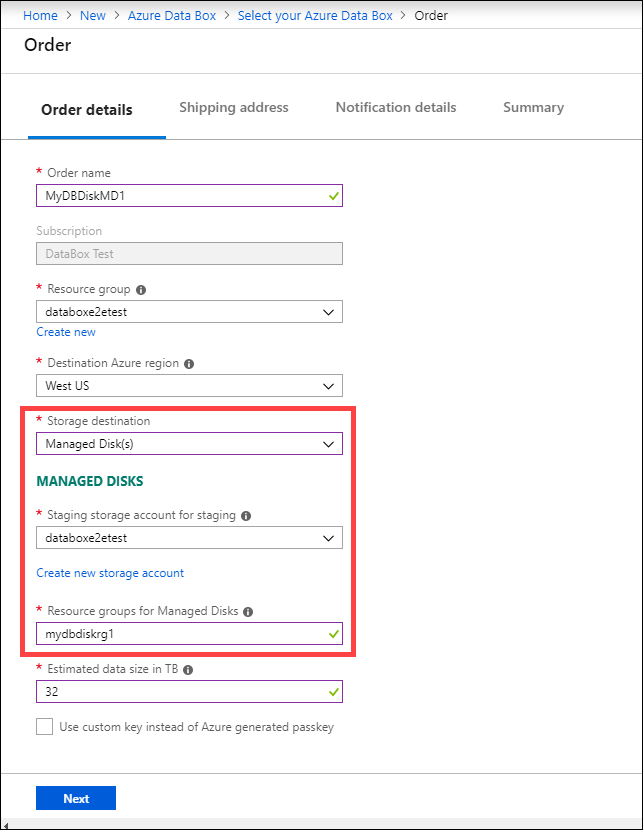 Home > New > Azure Data Box > Select your Azure Data Box > Order
Order
Order details Shipping address Notification details Summary
* Order name
MyDBDiskMD1
Subscription
DataBox Test
* Resource group
databoxe2etest
Create new
* Destination Azure region
West US
* Storage destination
Managed Disk(s)
MANAGED DISKS
* Staging storage account for staging
databoxe2etest
Create new storage account
* Resource groups for Managed Disks
mydbdiskrg1
* Estimated data size in TB
32
Use custom key instead of Azure generated passkey
Next